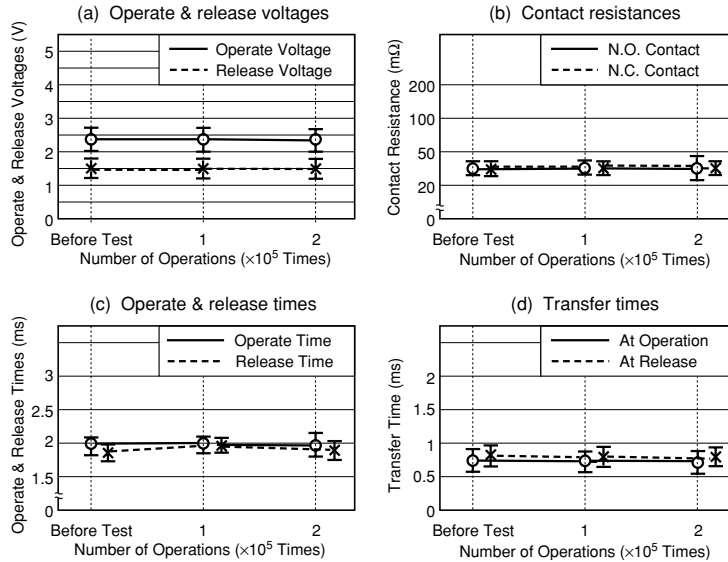 (a) Operate & release voltages
Operate & Release Voltages (V)
5
4
3
2
1
0
Operate Voltage
Release Voltage
Before Test
1
2
Number of Operations (×10⁵ Times)
(b) Contact resistances
Contact Resistance (mΩ)
200
100
50
20
0
N.O. Contact
N.C. Contact
Before Test
1
2
Number of Operations (×10⁵ Times)
(c) Operate & release times
Operate & Release Times (ms)
3
2.5
2
1.5
0
Operate Time
Release Time
Before Test
1
2
Number of Operations (×10⁵ Times)
(d) Transfer times
Transfer Time (ms)
2
1.5
1
0.5
0
At Operation
At Release
Before Test
1
2
Number of Operations (×10⁵ Times)